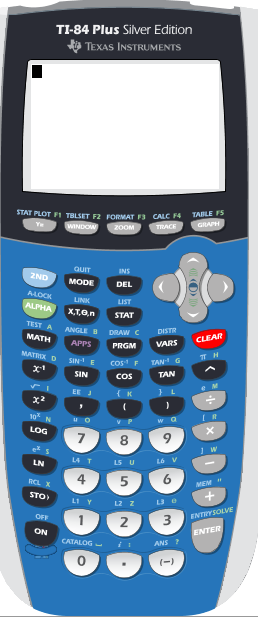 TI-84 Plus Silver Edition
TEXAS INSTRUMENTS
STAT PLOT F1 TBLSET F2 FORMAT F3 CALC F4 TABLE F5
Y= WINDOW ZOOM TRACE GRAPH
QUIT INS
2ND MODE DEL
A-LOCK LINK LIST
ALPHA X,T,Θ,n STAT
TEST A ANGLE B DRAW C DISTR
MATH APPS PRGM VARS CLEAR
MATRIX D SIN⁻¹ E COS⁻¹ F TAN⁻¹ G π H
X⁻¹ SIN COS TAN ^
√ I EE J { K } L e M
X² , ( ) ÷
10ˣ N u O v P w Q [ R
LOG 7 8 9 ×
eˣ S L4 T L5 U L6 V ] W
LN 4 5 6 −
RCL X L1 Y L2 Z L3 θ MEM "
STO› 1 2 3 +
OFF CATALOG i : ANS ? ENTRY SOLVE
ON 0 . (−) ENTER